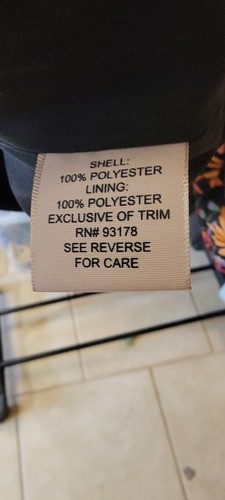 SHELL:
100% POLYESTER
LINING:
100% POLYESTER
EXCLUSIVE OF TRIM
RN# 93178
SEE REVERSE
FOR CARE